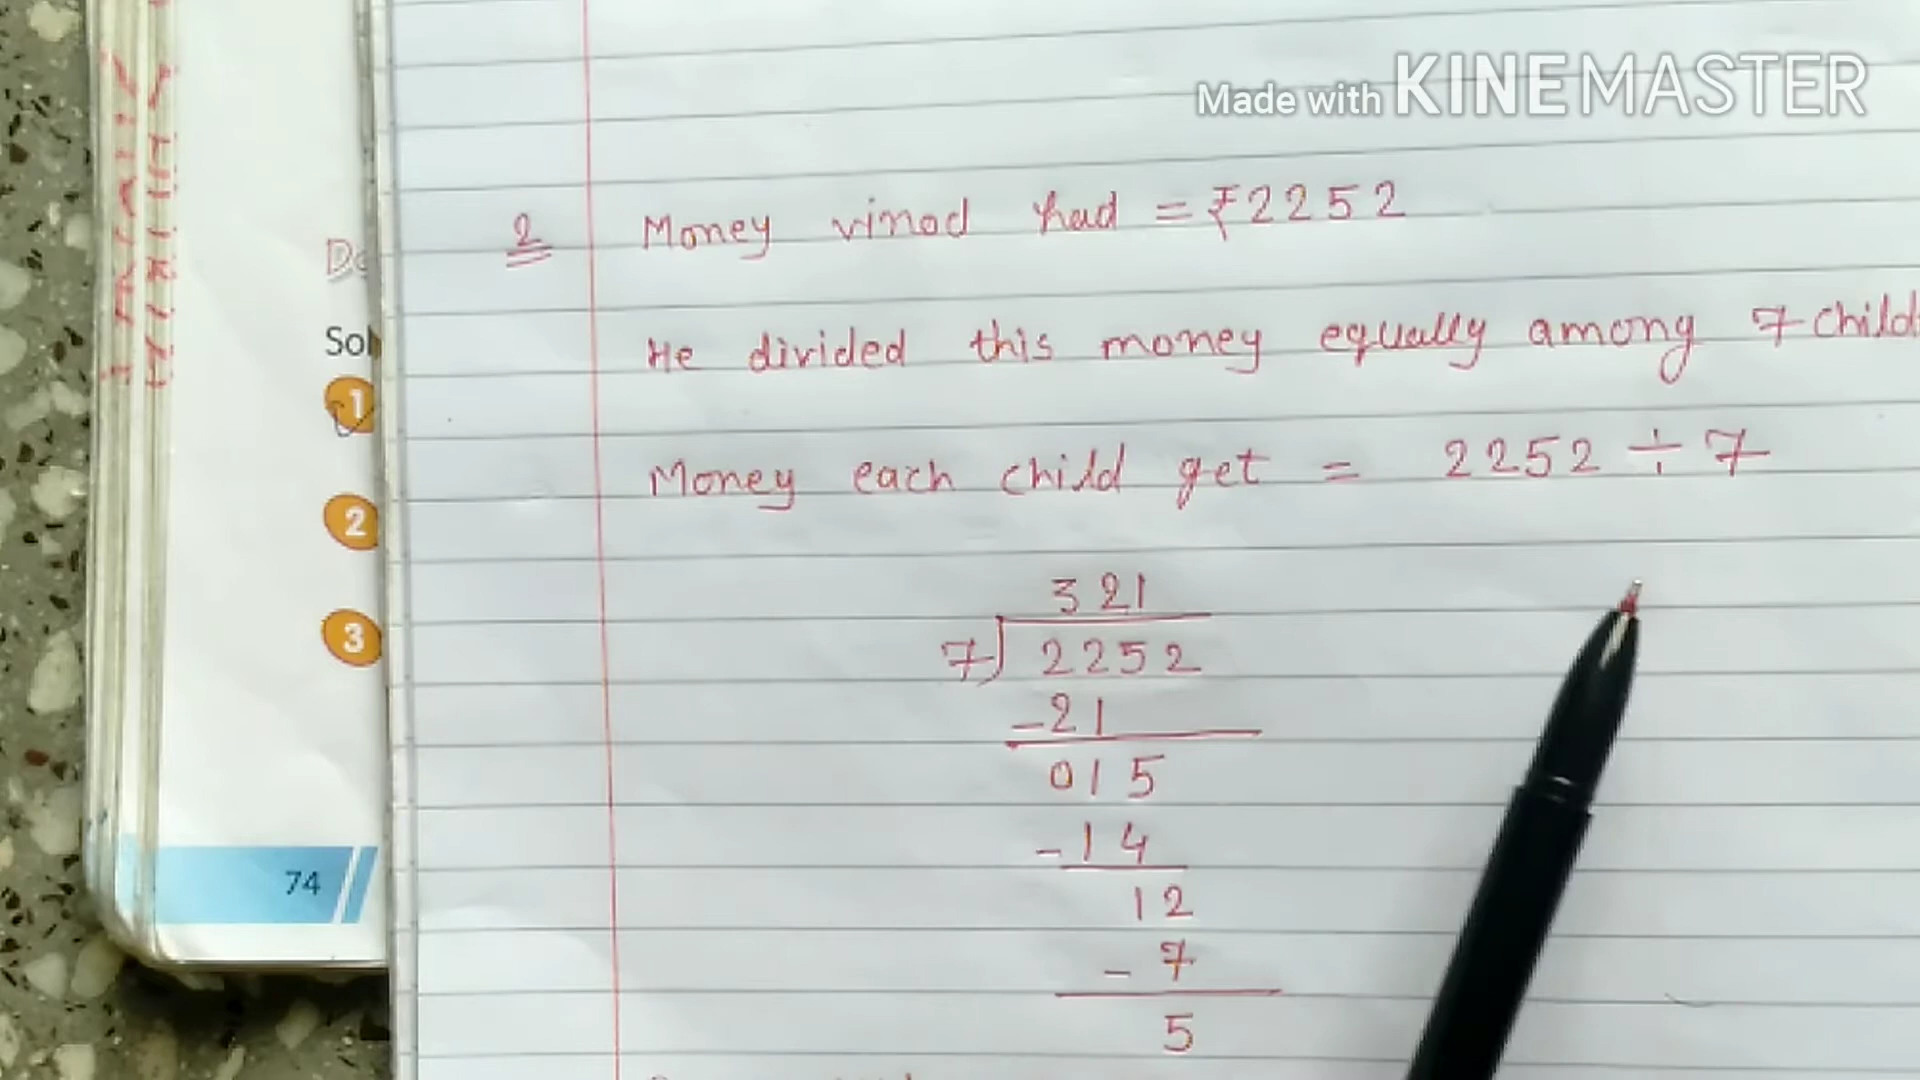 Made with KINEMASTER
2 Money vinod had = ₹2252
He divided this money equally among 7 Child
Money each child get = 2252 ÷ 7
321
7) 2252
-21
015
-14
12
-7
5
Sol
1
2
3
74